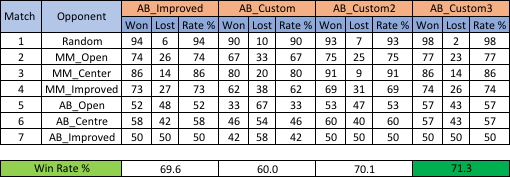 Match Opponent AB_Improved AB_Custom AB_Custom2 AB_Custom3
Won Lost Rate % Won Lost Rate % Won Lost Rate % Won Lost Rate %
1 Random 94 6 94 90 10 90 93 7 93 98 2 98
2 MM_Open 74 26 74 67 33 67 75 25 75 77 23 77
3 MM_Center 86 14 86 80 20 80 91 9 91 86 14 86
4 MM_Improved 73 27 73 62 38 62 69 31 69 74 26 74
5 AB_Open 52 48 52 33 67 33 53 47 53 57 43 57
6 AB_Centre 58 42 58 46 54 46 60 40 60 57 43 57
7 AB_Improved 50 50 50 42 58 42 50 50 50 50 50 50
Win Rate % 69.6 60.0 70.1 71.3